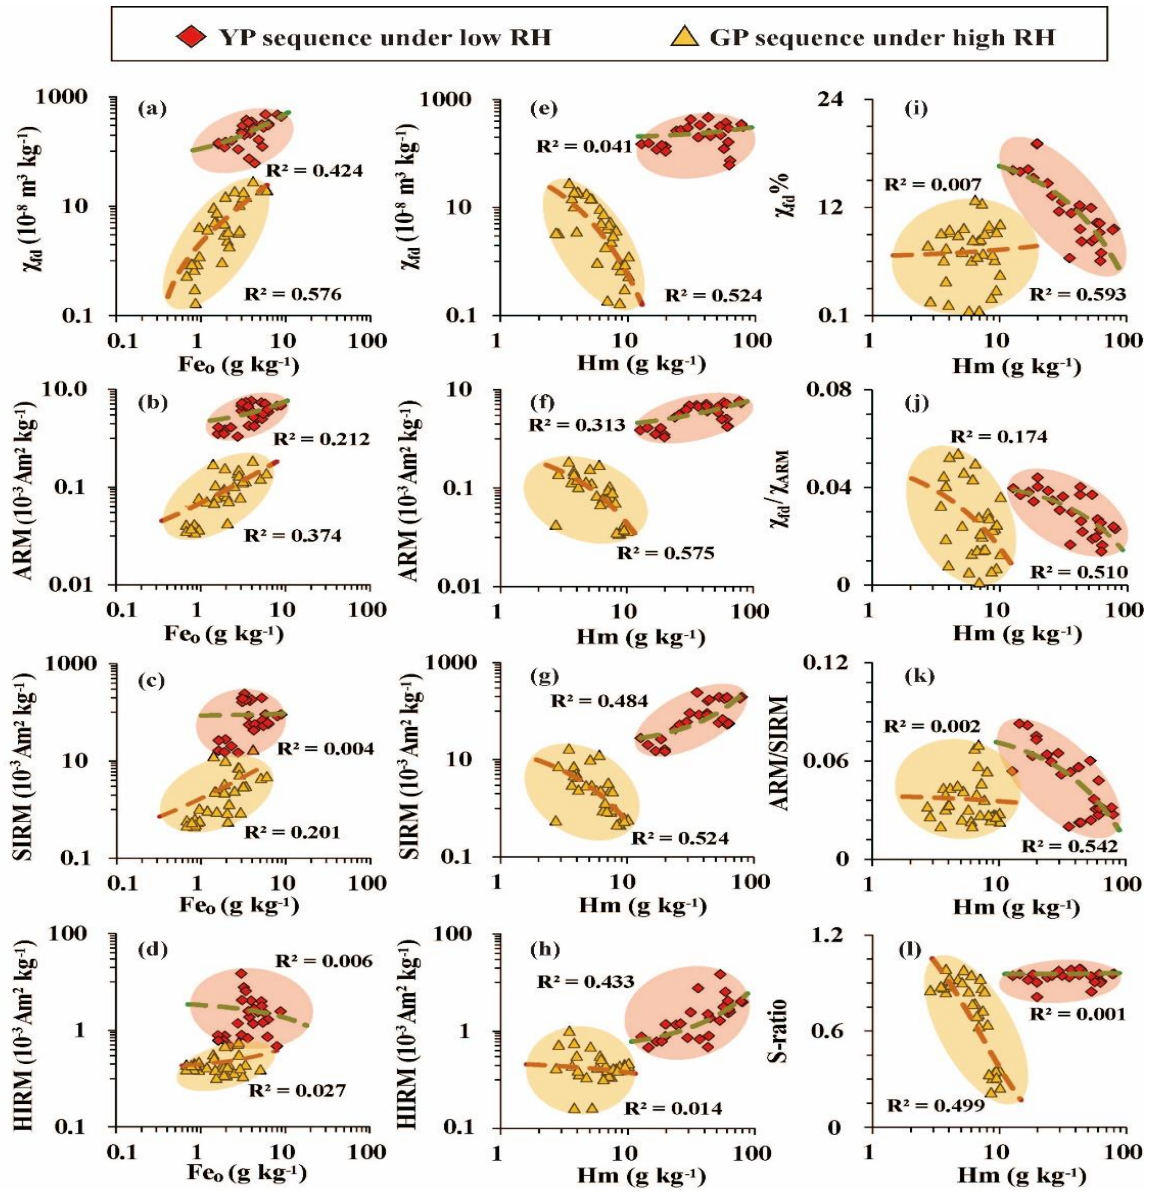 YP sequence under low RH GP sequence under high RH
(a)
1000
10
0.1
χfd (10⁻⁸ m³ kg⁻¹)
R² = 0.424
R² = 0.576
0.1 1 10 100
Feₒ (g kg⁻¹)
(e)
1000
10
0.1
χfd (10⁻⁸ m³ kg⁻¹)
R² = 0.041
R² = 0.524
1 10 100
Hm (g kg⁻¹)
(i)
24
12
0.1
χfd%
R² = 0.007
R² = 0.593
1 10 100
Hm (g kg⁻¹)
(b)
10.0
0.1
0.01
ARM (10⁻³ Am² kg⁻¹)
R² = 0.212
R² = 0.374
0.1 1 10 100
Feₒ (g kg⁻¹)
(f)
10
0.1
0.01
ARM (10⁻³ Am² kg⁻¹)
R² = 0.313
R² = 0.575
1 10 100
Hm (g kg⁻¹)
(j)
0.08
0.04
0
χfd/χARM
R² = 0.174
R² = 0.510
1 10 100
Hm (g kg⁻¹)
(c)
1000
10
0.1
SIRM (10⁻³ Am² kg⁻¹)
R² = 0.004
R² = 0.201
0.1 1 10 100
Feₒ (g kg⁻¹)
(g)
1000
10
0.1
SIRM (10⁻³ Am² kg⁻¹)
R² = 0.484
R² = 0.524
1 10 100
Hm (g kg⁻¹)
(k)
0.12
0.06
0
ARM/SIRM
R² = 0.002
R² = 0.542
1 10 100
Hm (g kg⁻¹)
(d)
100
1
0.1
HIRM (10⁻³ Am² kg⁻¹)
R² = 0.006
R² = 0.027
0.1 1 10 100
Feₒ (g kg⁻¹)
(h)
100
1
0.1
HIRM (10⁻³ Am² kg⁻¹)
R² = 0.433
R² = 0.014
1 10 100
Hm (g kg⁻¹)
(l)
1.2
0.6
0
S-ratio
R² = 0.001
R² = 0.499
1 10 100
Hm (g kg⁻¹)